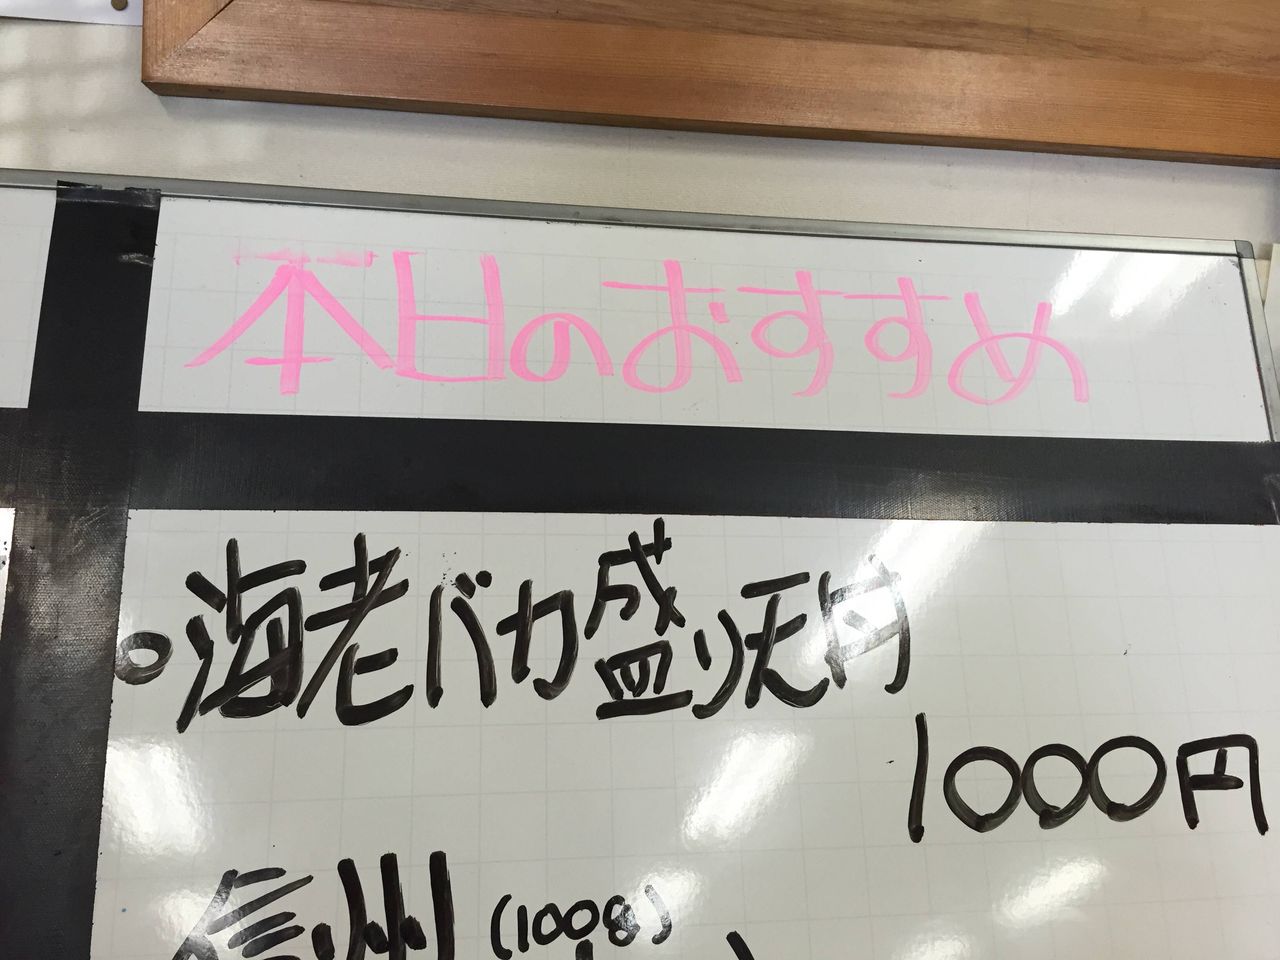 本日のおすすめ
○海老バカ盛り天丼
1000円
信州(100g)